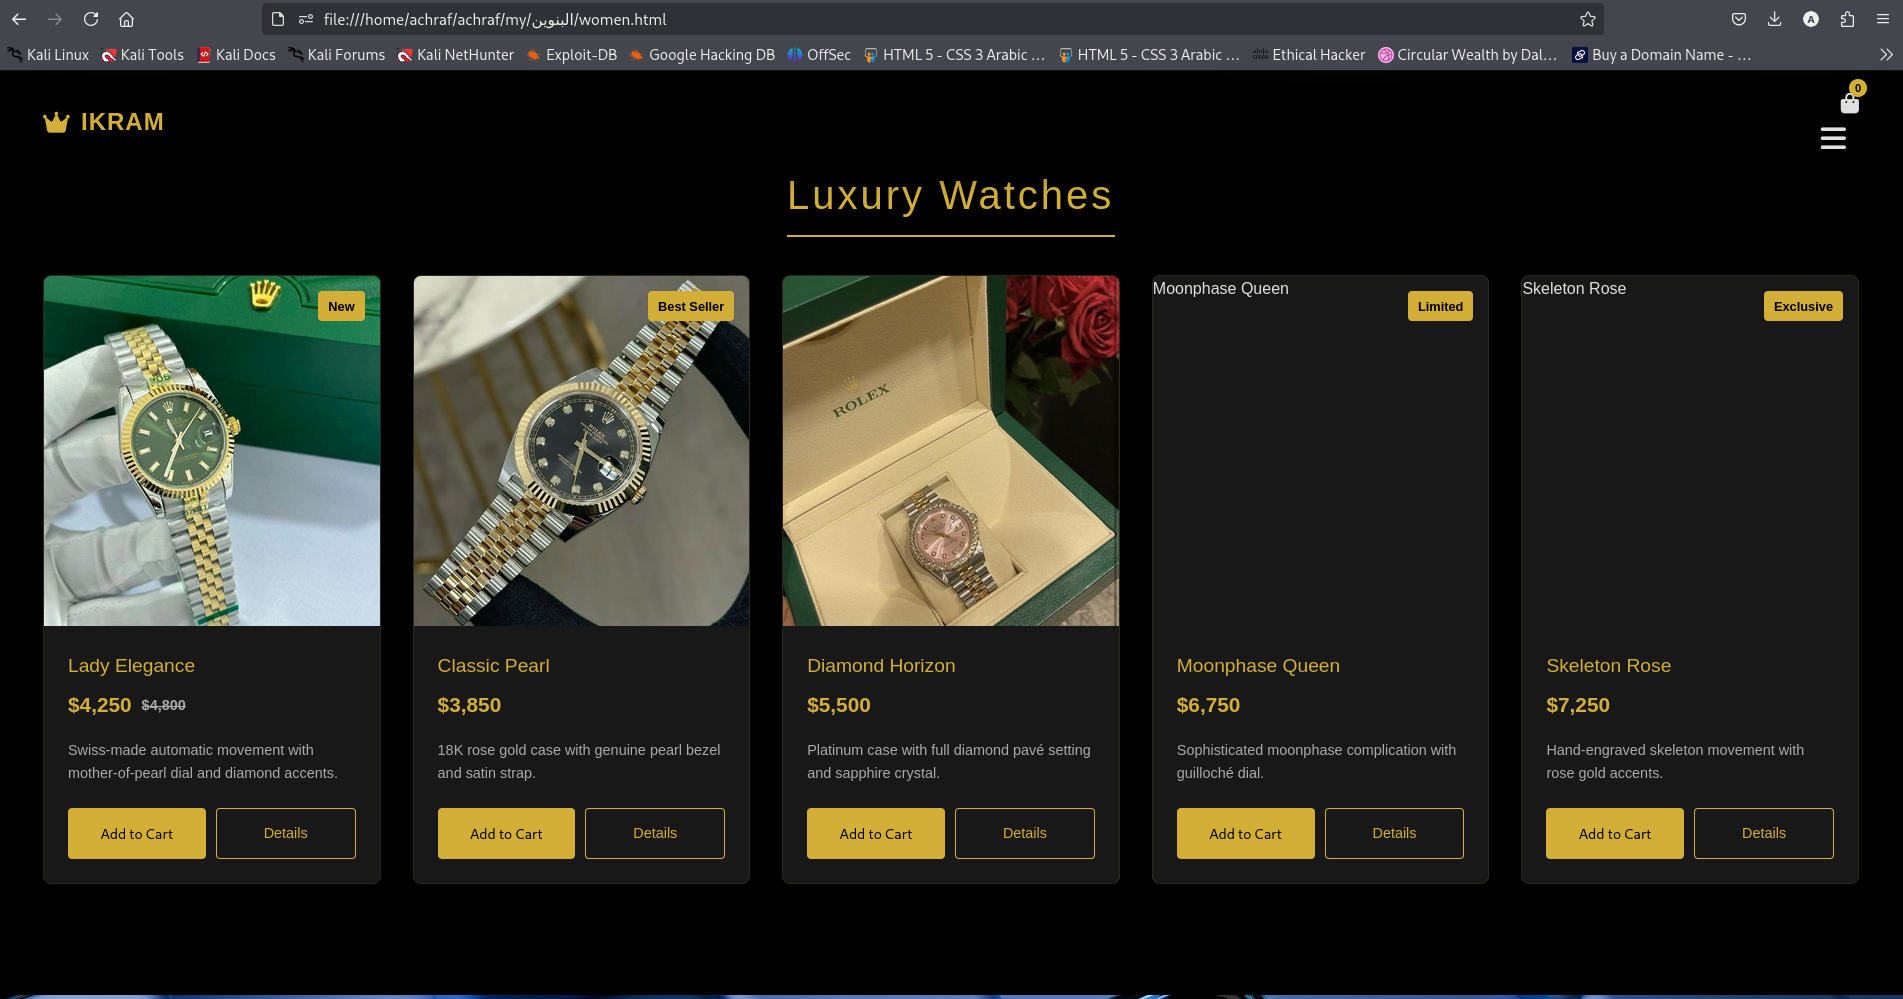 file:///home/achraf/achraf/my/البنوين/women.html
Kali Linux Kali Tools Kali Docs Kali Forums Kali NetHunter Exploit-DB Google Hacking DB OffSec HTML 5 - CSS 3 Arabic ... HTML 5 - CSS 3 Arabic ... Ethical Hacker Circular Wealth by Dal... Buy a Domain Name - ...
A
0
IKRAM
Luxury Watches
New
Best Seller
ROLEX
Moonphase Queen
Limited
Skeleton Rose
Exclusive
Lady Elegance
$4,250 $4,800
Swiss-made automatic movement with
mother-of-pearl dial and diamond accents.
Add to Cart Details
Classic Pearl
$3,850
18K rose gold case with genuine pearl bezel
and satin strap.
Add to Cart Details
Diamond Horizon
$5,500
Platinum case with full diamond pavé setting
and sapphire crystal.
Add to Cart Details
Moonphase Queen
$6,750
Sophisticated moonphase complication with
guilloché dial.
Add to Cart Details
Skeleton Rose
$7,250
Hand-engraved skeleton movement with
rose gold accents.
Add to Cart Details